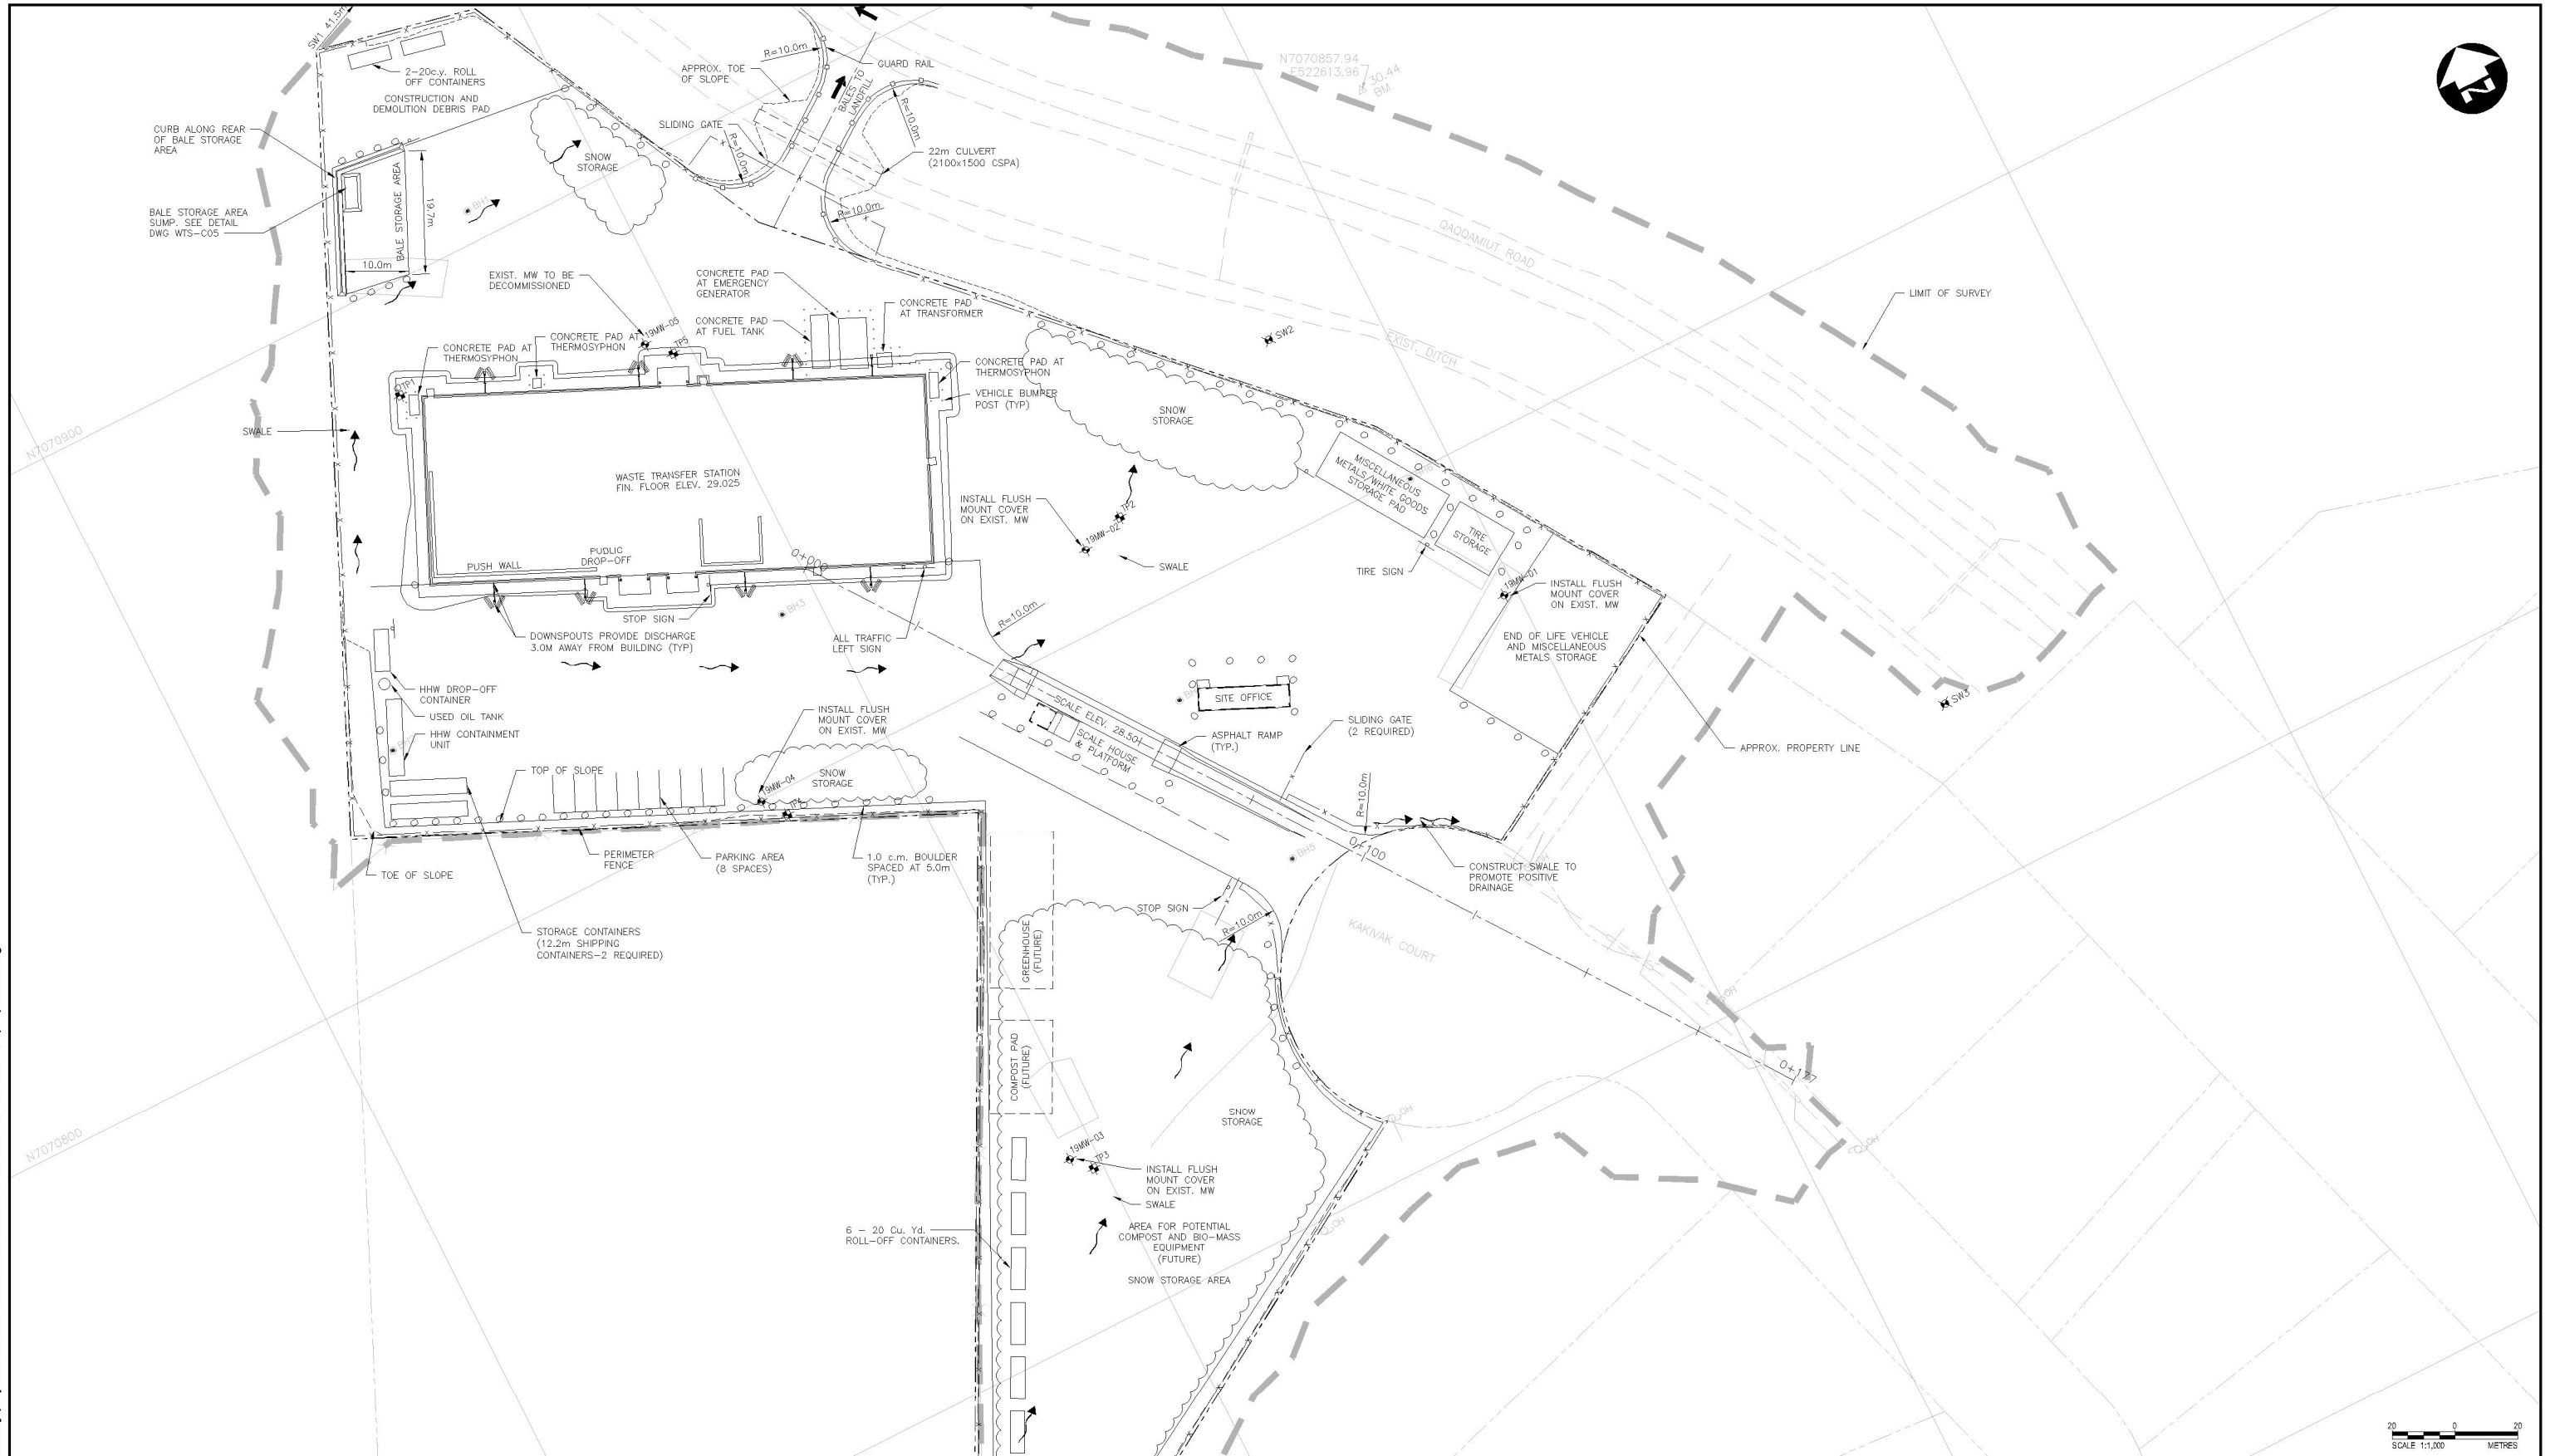 SW1 41.5m
2-20c.y. ROLL
OFF CONTAINERS
CONSTRUCTION AND
DEMOLITION DEBRIS PAD
CURB ALONG REAR
OF BALE STORAGE
AREA
BALE STORAGE AREA
SUMP. SEE DETAIL
DWG WTS-C05
BALE STORAGE AREA
19.7m
10.0m
SNOW
STORAGE
BH1
R=10.0m
APPROX. TOE
OF SLOPE
GUARD RAIL
BALES TO
LANDFILL
R=10.0m
SLIDING GATE
R=10.0m
22m CULVERT
(2100x1500 CSPA)
R=10.0m
N7070857.94
E522613.96
30.44
BM
QAQQAMIUT ROAD
EXIST. DITCH
LIMIT OF SURVEY
EXIST. MW TO BE
DECOMMISSIONED
19MW-05
TP5
CONCRETE PAD
AT EMERGENCY
GENERATOR
CONCRETE PAD
AT FUEL TANK
CONCRETE PAD
AT TRANSFORMER
CONCRETE PAD AT
THERMOSYPHON
CONCRETE PAD AT
THERMOSYPHON
CONCRETE PAD AT
THERMOSYPHON
VEHICLE BUMPER
POST (TYP)
TP1
SWALE
N7070900
WASTE TRANSFER STATION
FIN. FLOOR ELEV. 29.025
PUBLIC
DROP-OFF
PUSH WALL
STOP SIGN
DOWNSPOUTS PROVIDE DISCHARGE
3.0M AWAY FROM BUILDING (TYP)
BH3
0+000
ALL TRAFFIC
LEFT SIGN
R=10.0m
SW2
SNOW
STORAGE
INSTALL FLUSH
MOUNT COVER
ON EXIST. MW
19MW-02
TP2
SWALE
MISCELLANEOUS
METALS/WHITE GOODS
STORAGE PAD
BH6
TIRE
STORAGE
TIRE SIGN
19MW-01
INSTALL FLUSH
MOUNT COVER
ON EXIST. MW
END OF LIFE VEHICLE
AND MISCELLANEOUS
METALS STORAGE
SW3
APPROX. PROPERTY LINE
HHW DROP-OFF
CONTAINER
USED OIL TANK
HHW CONTAINMENT
UNIT
TOP OF SLOPE
INSTALL FLUSH
MOUNT COVER
ON EXIST. MW
SNOW
STORAGE
19MW-04
TP4
SCALE ELEV. 28.501
SCALE HOUSE
& PLATFORM
SITE OFFICE
ASPHALT RAMP
(TYP.)
SLIDING GATE
(2 REQUIRED)
R=10.0m
0+100
BH5
CONSTRUCT SWALE TO
PROMOTE POSITIVE
DRAINAGE
TOE OF SLOPE
PERIMETER
FENCE
PARKING AREA
(8 SPACES)
1.0 c.m. BOULDER
SPACED AT 5.0m
(TYP.)
STORAGE CONTAINERS
(12.2m SHIPPING
CONTAINERS-2 REQUIRED)
STOP SIGN
R=10.0m
KAKIVAK COURT
GREENHOUSE
(FUTURE)
COMPOST PAD
(FUTURE)
0+177
N7070800
SNOW
STORAGE
19MW-03
TP3
INSTALL FLUSH
MOUNT COVER
ON EXIST. MW
SWALE
AREA FOR POTENTIAL
COMPOST AND BIO-MASS
EQUIPMENT
(FUTURE)
SNOW STORAGE AREA
6 - 20 Cu. Yd.
ROLL-OFF CONTAINERS.
20 0 20
SCALE 1:1,000 METRES